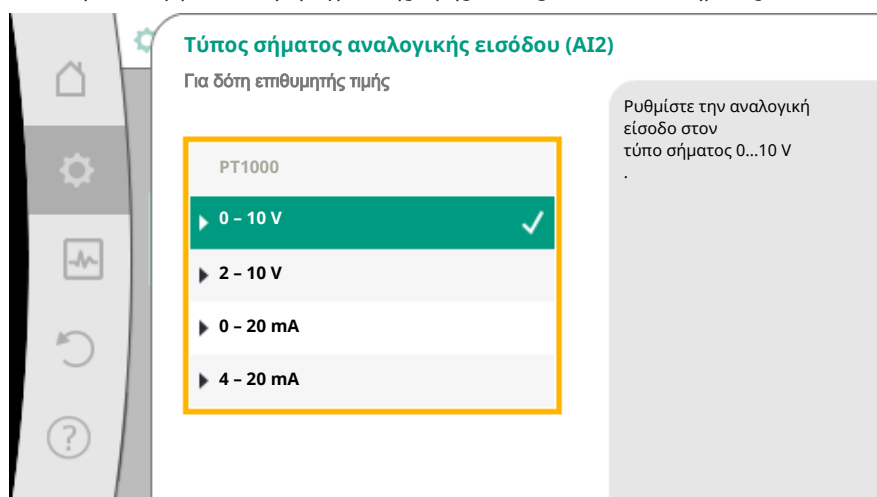 Τύπος σήματος αναλογικής εισόδου (AI2)
Για δότη επιθυμητής τιμής
PT1000
0 – 10 V
2 – 10 V
0 – 20 mA
4 – 20 mA
Ρυθμίστε την αναλογική
είσοδο στον
τύπο σήματος 0...10 V
.
?